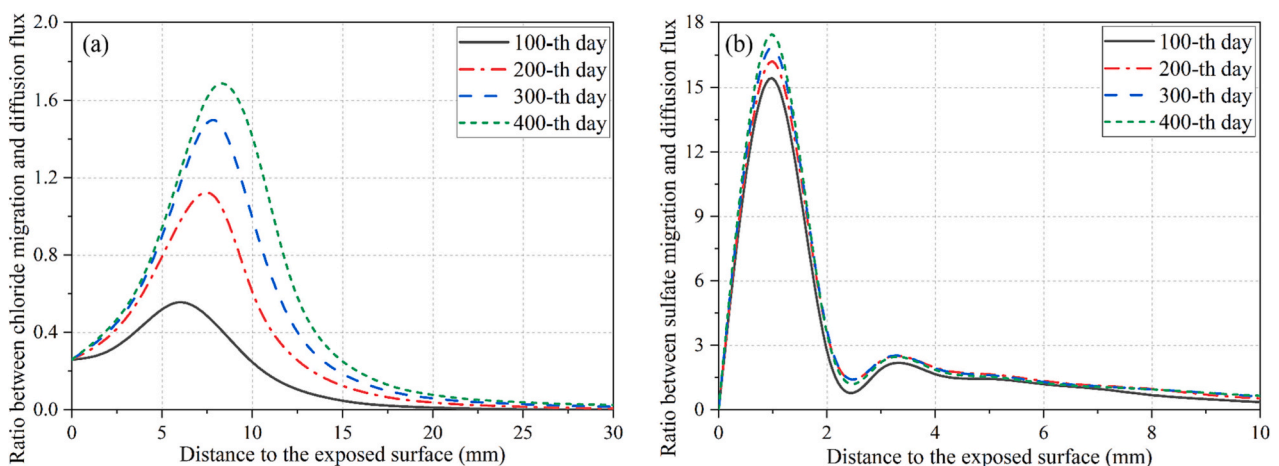 (a)
100-th day
200-th day
300-th day
400-th day
Ratio between chloride migration and diffusion flux
2.0
1.6
1.2
0.8
0.4
0.0
0
5
10
15
20
25
30
Distance to the exposed surface (mm)
(b)
100-th day
200-th day
300-th day
400-th day
Ratio between sulfate migration and diffusion flux
18
15
12
9
6
3
0
0
2
4
6
8
10
Distance to the exposed surface (mm)